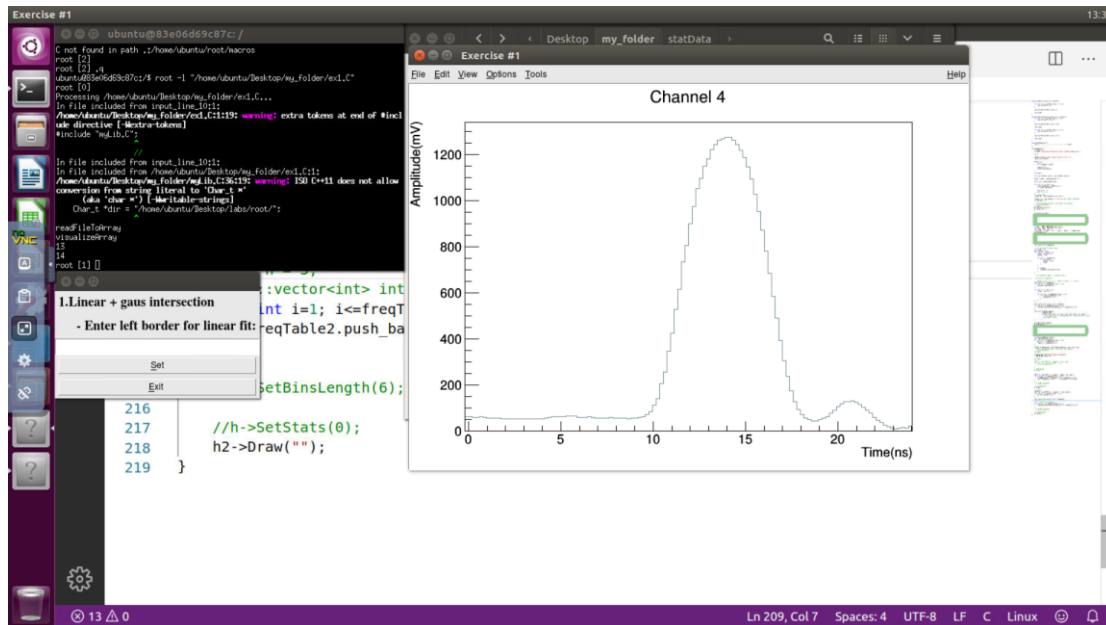 Exercise #1
13:3
ubuntu@83e06d69c87c: /
C not found in path .:/home/ubuntu/root/macros
root [2]
root [2] .q
ubuntu@83e06d69c87c:/$ root -l "/home/ubuntu/Desktop/my_folder/ex1.C"
root [0]
Processing /home/ubuntu/Desktop/my_folder/ex1.C...
In file included from input_line_10:1:
/home/ubuntu/Desktop/my_folder/ex1.C:1:19: warning: extra tokens at end of #incl
ude directive [-Wextra-tokens]
#include "myLib.C";
^
//
In file included from input_line_10:1:
In file included from /home/ubuntu/Desktop/my_folder/ex1.C:1:
/home/ubuntu/Desktop/my_folder/myLib.C:36:19: warning: ISO C++11 does not allow
conversion from string literal to 'Char_t *'
(aka 'char *') [-Wwritable-strings]
Char_t *dir = "/home/ubuntu/Desktop/labs/root/";
^
readFileToArray
visualizeArray
13
14
root [1]
Desktop my_folder statData
Exercise #1
File Edit View Options Tools Help
Channel 4
Amplitude(mV)
1200
1000
800
600
400
200
0
0 5 10 15 20
Time(ns)
1.Linear + gaus intersection
- Enter left border for linear fit:
Set
Exit
::vector<int> int
int i=1; i<=freqT
reqTable2.push_ba
SetBinsLength(6);
216
217 //h->SetStats(0);
218 h2->Draw("");
219 }
noVNC
13 0
Ln 209, Col 7 Spaces: 4 UTF-8 LF C Linux